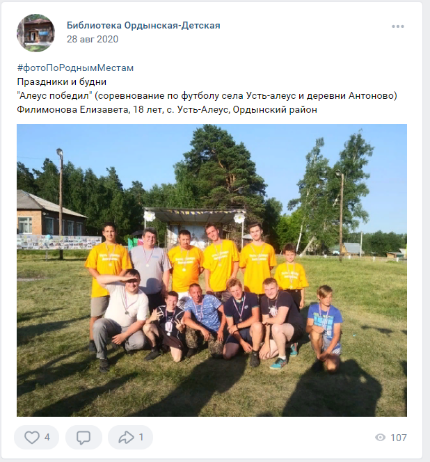 Библиотека Ордынская-Детская
28 авг 2020
#фотоПоРоднымМестам
Праздники и будни
"Алеус победил" (соревнование по футболу села Усть-алеус и деревни Антоново)
Филимонова Елизавета, 18 лет, с. Усть-Алеус, Ордынский район
4
1
107